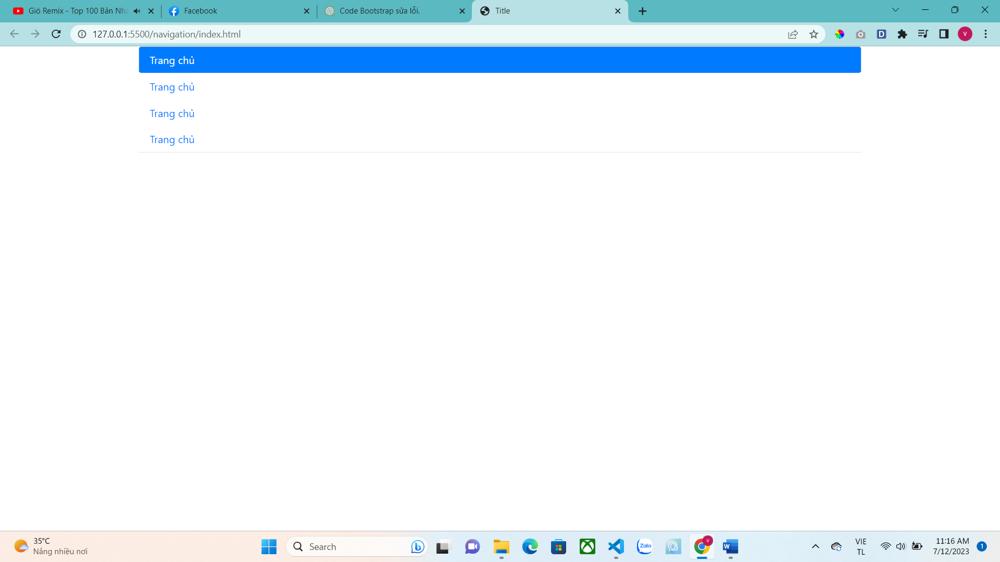 Gió Remix - Top 100 Bản Nh
Facebook
Code Bootstrap sửa lỗi.
Title
127.0.0.1:5500/navigation/index.html
D
V
Trang chủ
Trang chủ
Trang chủ
Trang chủ
35°C
Nắng nhiều nơi
Search
Zalo
V
W
VIE
TL
11:16 AM
7/12/2023
1